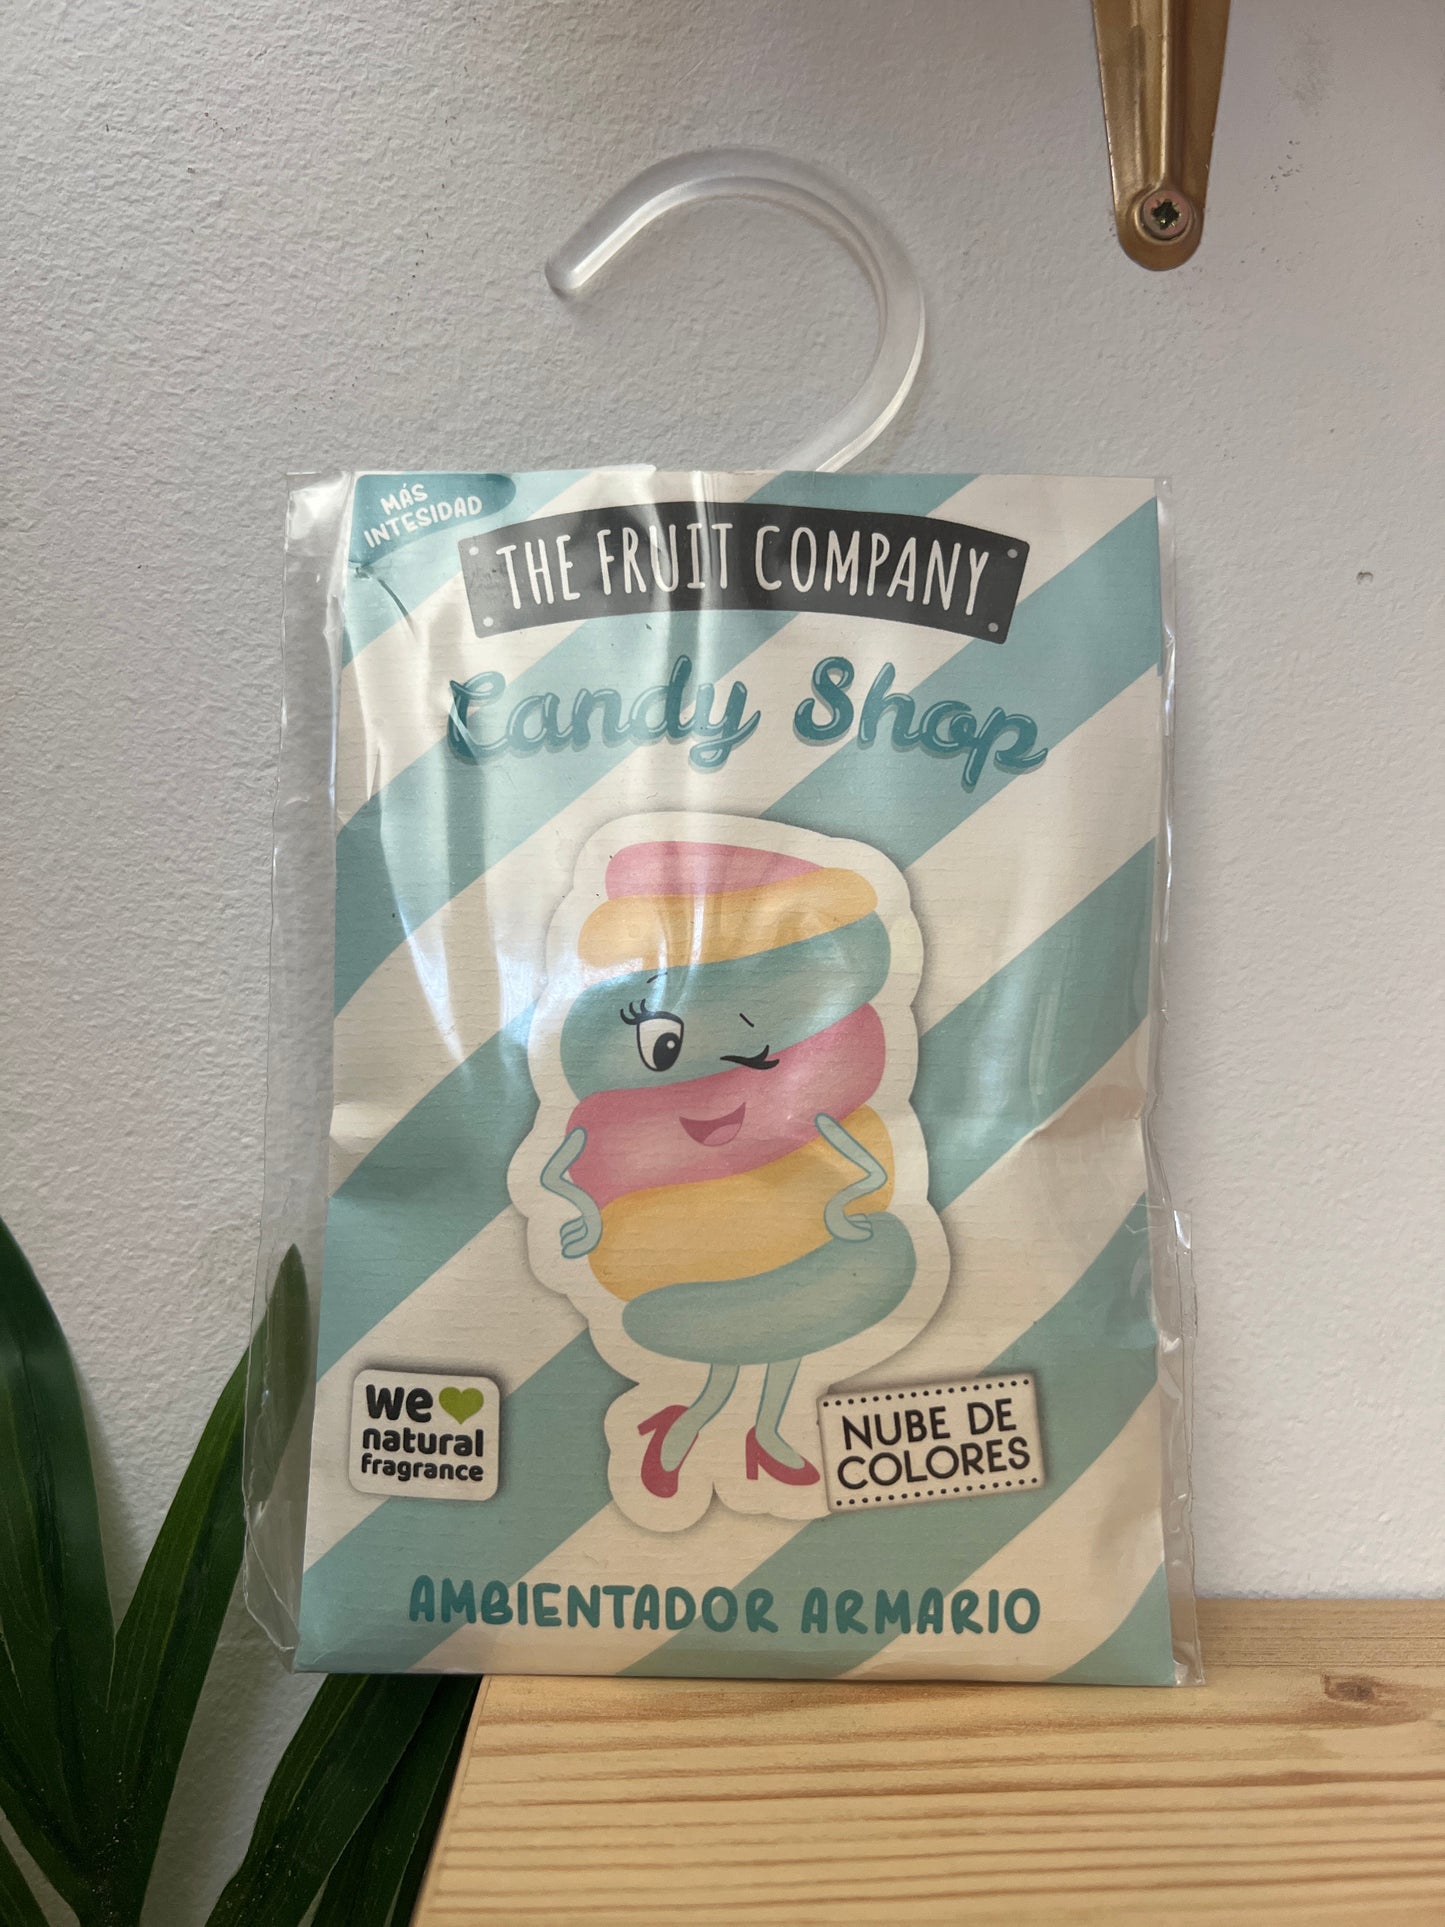 MÁS
INTESIDAD
THE FRUIT COMPANY
Candy Shop
we
natural
fragrance
NUBE DE
COLORES
AMBIENTADOR ARMARIO